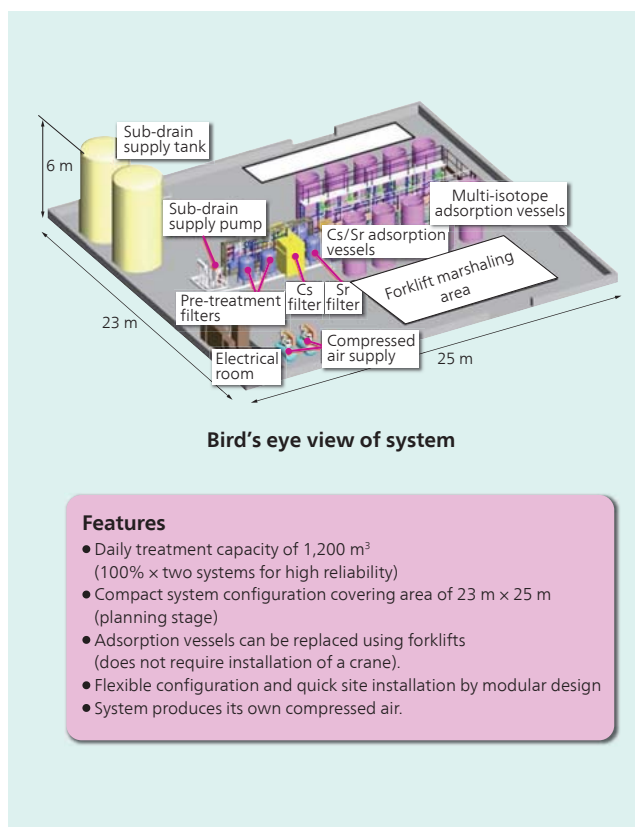 Sub-drain
supply tank
6 m
Sub-drain
supply pump
Multi-isotope
adsorption vessels
Cs/Sr adsorption
vessels
Forklift marshaling
area
Pre-treatment
filters
Cs
filter
Sr
filter
23 m
Electrical
room
Compressed
air supply
25 m
Bird’s eye view of system
Features
● Daily treatment capacity of 1,200 m³
(100% × two systems for high reliability)
● Compact system configuration covering area of 23 m × 25 m
(planning stage)
● Adsorption vessels can be replaced using forklifts
(does not require installation of a crane).
● Flexible configuration and quick site installation by modular design
● System produces its own compressed air.